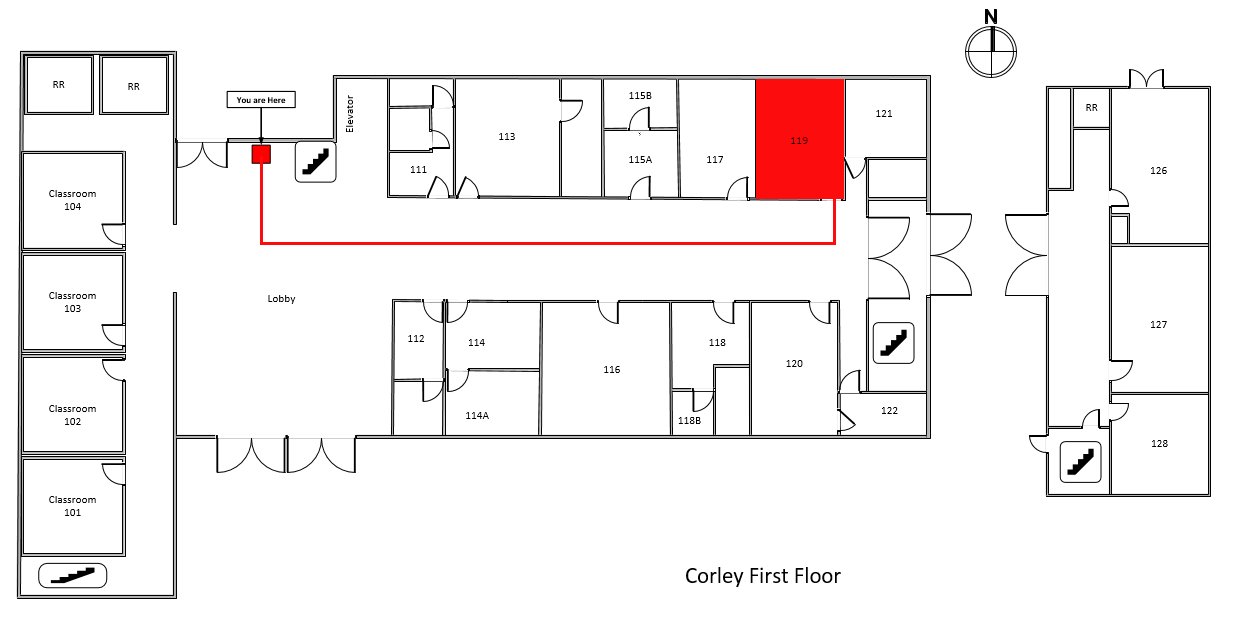 N
RR
RR
You are Here
Elevator
115B
121
RR
113
119
115A
117
111
126
Classroom
104
Classroom
103
Lobby
127
112
114
118
116
120
Classroom
102
114A
118B
122
128
Classroom
101
Corley First Floor